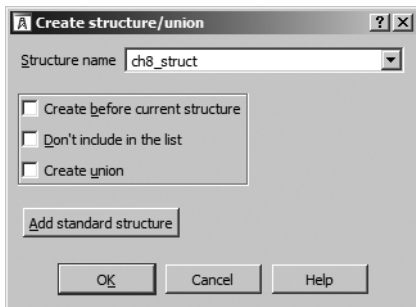 Create structure/union
Structure name ch8_struct
Create before current structure
Don't include in the list
Create union
Add standard structure
OK Cancel Help